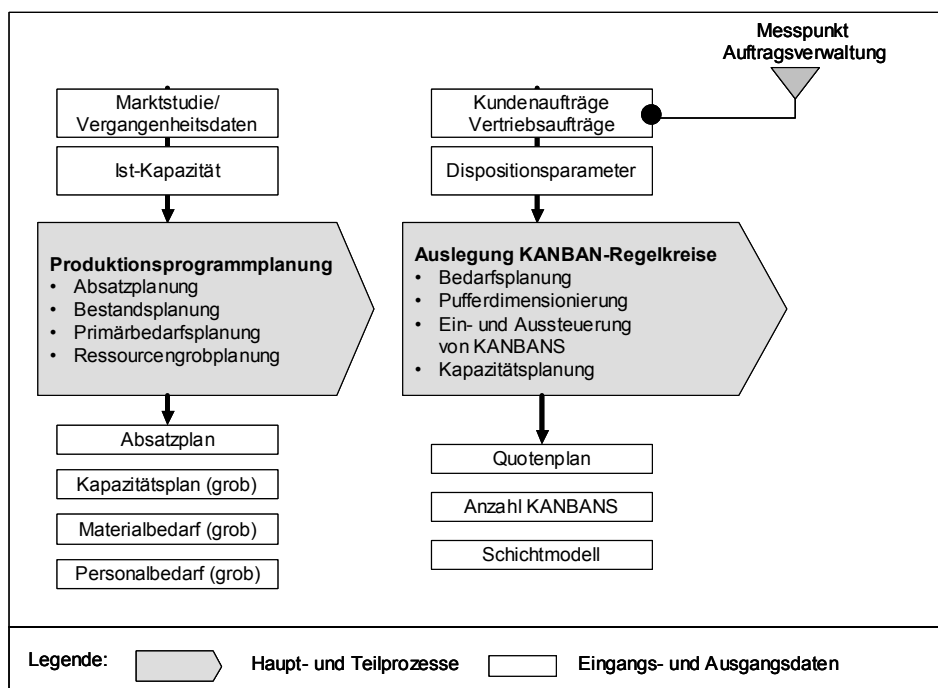 Messpunkt
Auftragsverwaltung
Marktstudie/
Vergangenheitsdaten
Ist-Kapazität
Produktionsprogrammplanung
• Absatzplanung
• Bestandsplanung
• Primärbedarfsplanung
• Ressourcengrobplanung
Absatzplan
Kapazitätsplan (grob)
Materialbedarf (grob)
Personalbedarf (grob)
Kundenaufträge
Vertriebsaufträge
Dispositionsparameter
Auslegung KANBAN-Regelkreise
• Bedarfsplanung
• Pufferdimensionierung
• Ein- und Aussteuerung
von KANBANS
• Kapazitätsplanung
Quotenplan
Anzahl KANBANS
Schichtmodell
Legende:
Haupt- und Teilprozesse
Eingangs- und Ausgangsdaten